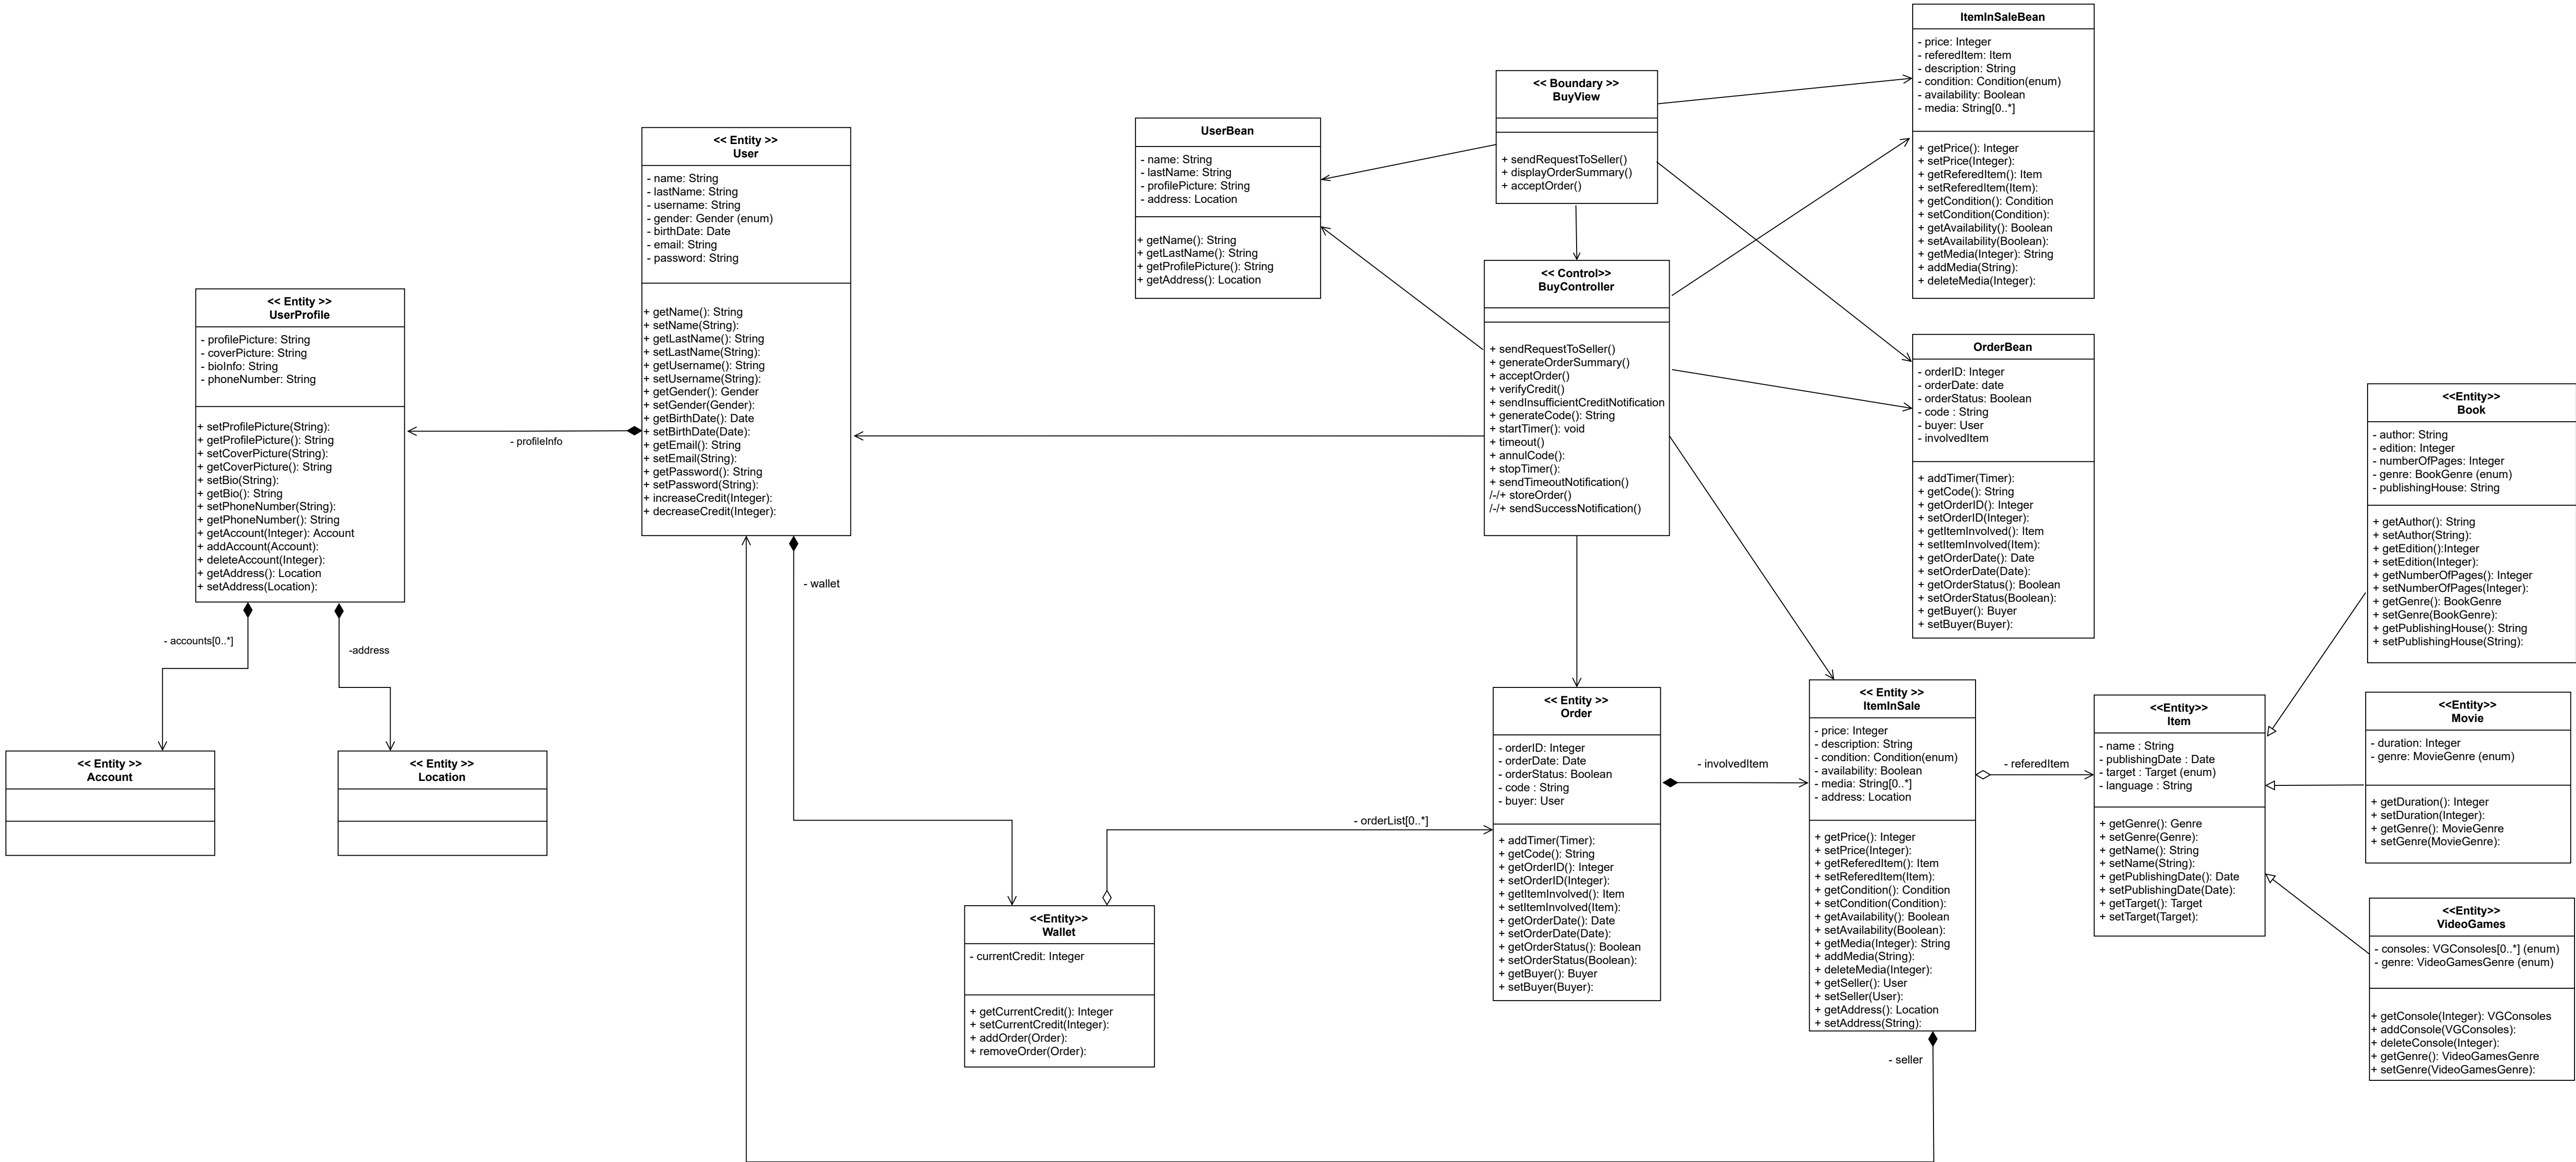 ItemInSaleBean
- price: Integer
- referedItem: Item
- description: String
- condition: Condition(enum)
- availability: Boolean
- media: String[0..*]
+ getPrice(): Integer
+ setPrice(Integer):
+ getReferedItem(): Item
+ setReferedItem(Item):
+ getCondition(): Condition
+ setCondition(Condition):
+ getAvailability(): Boolean
+ setAvailability(Boolean):
+ getMedia(Integer): String
+ addMedia(String):
+ deleteMedia(Integer):
<< Boundary >>
BuyView
+ sendRequestToSeller()
+ displayOrderSummary()
+ acceptOrder()
UserBean
- name: String
- lastName: String
- profilePicture: String
- address: Location
+ getName(): String
+ getLastName(): String
+ getProfilePicture(): String
+ getAddress(): Location
<< Entity >>
User
- name: String
- lastName: String
- username: String
- gender: Gender (enum)
- birthDate: Date
- email: String
- password: String
+ getName(): String
+ setName(String):
+ getLastName(): String
+ setLastName(String):
+ getUsername(): String
+ setUsername(String):
+ getGender(): Gender
+ setGender(Gender):
+ getBirthDate(): Date
+ setBirthDate(Date):
+ getEmail(): String
+ setEmail(String):
+ getPassword(): String
+ setPassword(String):
+ increaseCredit(Integer):
+ decreaseCredit(Integer):
<< Control>>
BuyController
+ sendRequestToSeller()
+ generateOrderSummary()
+ acceptOrder()
+ verifyCredit()
+ sendInsufficientCreditNotification
+ generateCode(): String
+ startTimer(): void
+ timeout()
+ annulCode():
+ stopTimer():
+ sendTimeoutNotification()
/-/+ storeOrder()
/-/+ sendSuccessNotification()
<< Entity >>
UserProfile
- profilePicture: String
- coverPicture: String
- bioInfo: String
- phoneNumber: String
+ setProfilePicture(String):
+ getProfilePicture(): String
+ setCoverPicture(String):
+ getCoverPicture(): String
+ setBio(String):
+ getBio(): String
+ setPhoneNumber(String):
+ getPhoneNumber(): String
+ getAccount(Integer): Account
+ addAccount(Account):
+ deleteAccount(Integer):
+ getAddress(): Location
+ setAddress(Location):
- profileInfo
OrderBean
- orderID: Integer
- orderDate: date
- orderStatus: Boolean
- code : String
- buyer: User
- involvedItem
+ addTimer(Timer):
+ getCode(): String
+ getOrderID(): Integer
+ setOrderID(Integer):
+ getItemInvolved(): Item
+ setItemInvolved(Item):
+ getOrderDate(): Date
+ setOrderDate(Date):
+ getOrderStatus(): Boolean
+ setOrderStatus(Boolean):
+ getBuyer(): Buyer
+ setBuyer(Buyer):
<<Entity>>
Book
- author: String
- edition: Integer
- numberOfPages: Integer
- genre: BookGenre (enum)
- publishingHouse: String
+ getAuthor(): String
+ setAuthor(String):
+ getEdition():Integer
+ setEdition(Integer):
+ getNumberOfPages(): Integer
+ setNumberOfPages(Integer):
+ getGenre(): BookGenre
+ setGenre(BookGenre):
+ getPublishingHouse(): String
+ setPublishingHouse(String):
- wallet
- accounts[0..*]
-address
<< Entity >>
Account
<< Entity >>
Location
<< Entity >>
Order
- orderID: Integer
- orderDate: Date
- orderStatus: Boolean
- code : String
- buyer: User
+ addTimer(Timer):
+ getCode(): String
+ getOrderID(): Integer
+ setOrderID(Integer):
+ getItemInvolved(): Item
+ setItemInvolved(Item):
+ getOrderDate(): Date
+ setOrderDate(Date):
+ getOrderStatus(): Boolean
+ setOrderStatus(Boolean):
+ getBuyer(): Buyer
+ setBuyer(Buyer):
- involvedItem
<< Entity >>
ItemInSale
- price: Integer
- description: String
- condition: Condition(enum)
- availability: Boolean
- media: String[0..*]
- address: Location
+ getPrice(): Integer
+ setPrice(Integer):
+ getReferedItem(): Item
+ setReferedItem(Item):
+ getCondition(): Condition
+ setCondition(Condition):
+ getAvailability(): Boolean
+ setAvailability(Boolean):
+ getMedia(Integer): String
+ addMedia(String):
+ deleteMedia(Integer):
+ getSeller(): User
+ setSeller(User):
+ getAddress(): Location
+ setAddress(String):
- referedItem
<<Entity>>
Item
- name : String
- publishingDate : Date
- target : Target (enum)
- language : String
+ getGenre(): Genre
+ setGenre(Genre):
+ getName(): String
+ setName(String):
+ getPublishingDate(): Date
+ setPublishingDate(Date):
+ getTarget(): Target
+ setTarget(Target):
<<Entity>>
Movie
- duration: Integer
- genre: MovieGenre (enum)
+ getDuration(): Integer
+ setDuration(Integer):
+ getGenre(): MovieGenre
+ setGenre(MovieGenre):
- orderList[0..*]
<<Entity>>
Wallet
- currentCredit: Integer
+ getCurrentCredit(): Integer
+ setCurrentCredit(Integer):
+ addOrder(Order):
+ removeOrder(Order):
<<Entity>>
VideoGames
- consoles: VGConsoles[0..*] (enum)
- genre: VideoGamesGenre (enum)
+ getConsole(Integer): VGConsoles
+ addConsole(VGConsoles):
+ deleteConsole(Integer):
+ getGenre(): VideoGamesGenre
+ setGenre(VideoGamesGenre):
- seller